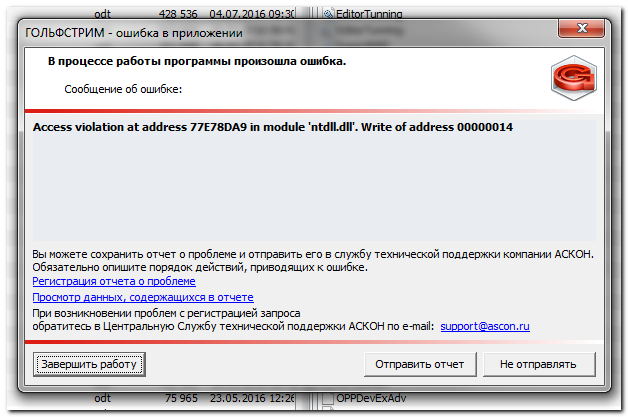 odt 428 536 04.07.2016 09:30 EditorTunning
ГОЛЬФСТРИМ - ошибка в приложении
В процессе работы программы произошла ошибка.
Сообщение об ошибке:
Access violation at address 77E78DA9 in module 'ntdll.dll'. Write of address 00000014
Вы можете сохранить отчет о проблеме и отправить его в службу технической поддержки компании АСКОН.
Обязательно опишите порядок действий, приводящих к ошибке.
Регистрация отчета о проблеме
Просмотр данных, содержащихся в отчете
При возникновении проблем с регистрацией запроса
обратитесь в Центральную Службу технической поддержки АСКОН по e-mail: support@ascon.ru
Завершить работу Отправить отчет Не отправлять
odt 75 965 23.05.2016 12:26 OPPDevExAdv